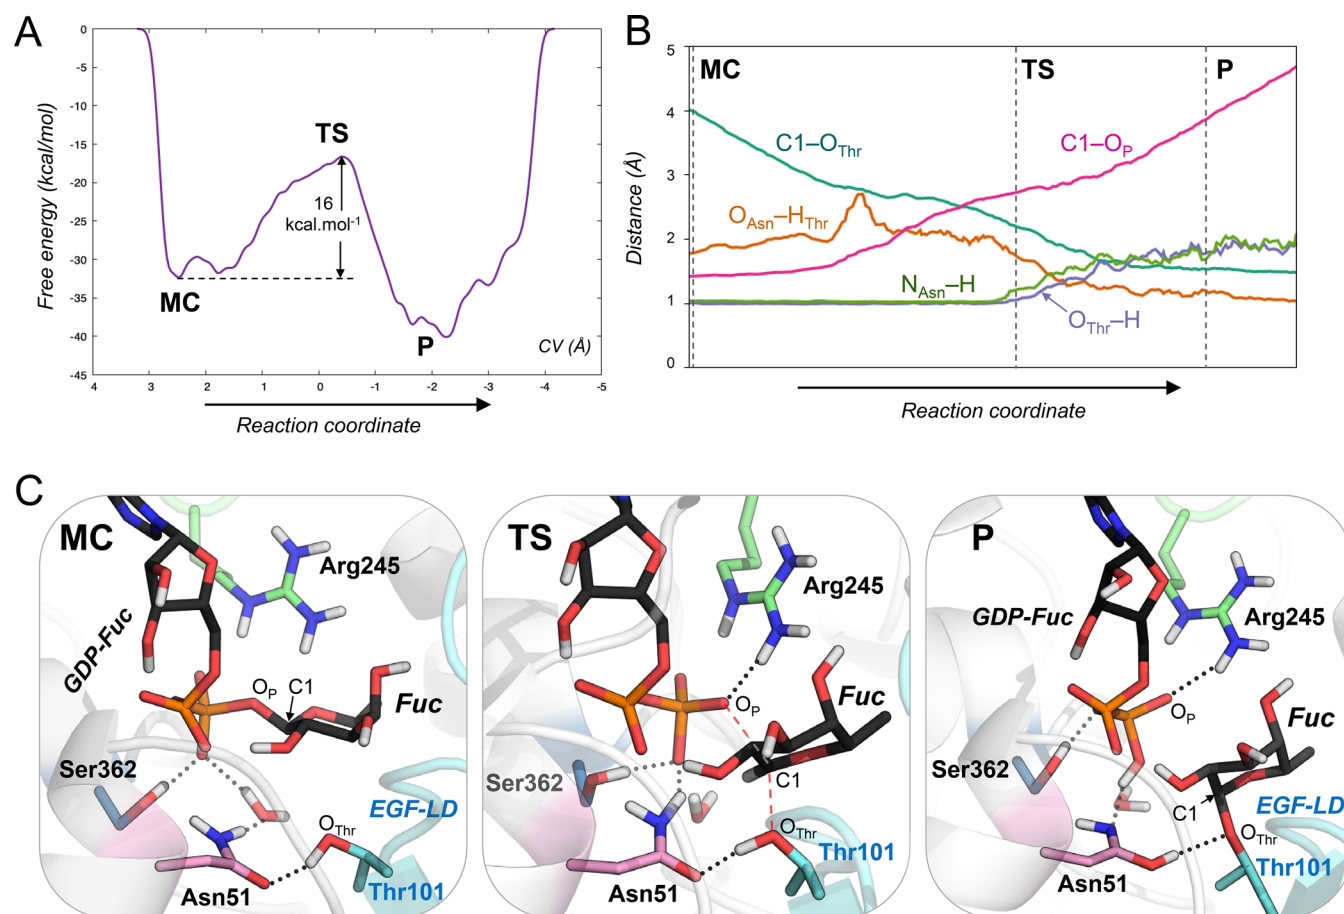 A
Free energy (kcal/mol)
0
-5
-10
-15
-20
-25
-30
-35
-40
-45
TS
16
kcal.mol-1
MC
P
CV (Å)
4
3
2
1
0
-1
-2
-3
-4
-5
Reaction coordinate
B
Distance (Å)
5
4
3
2
1
0
MC
TS
P
C1–OThr
C1–OP
OAsn–HThr
NAsn–H
OThr–H
Reaction coordinate
C
MC
Arg245
GDP-Fuc
OP
C1
Fuc
Ser362
EGF-LD
OThr
Thr101
Asn51
TS
Arg245
OP
Fuc
Ser362
C1
OThr
Thr101
Asn51
P
GDP-Fuc
Arg245
OP
Fuc
Ser362
C1
EGF-LD
OThr
Thr101
Asn51